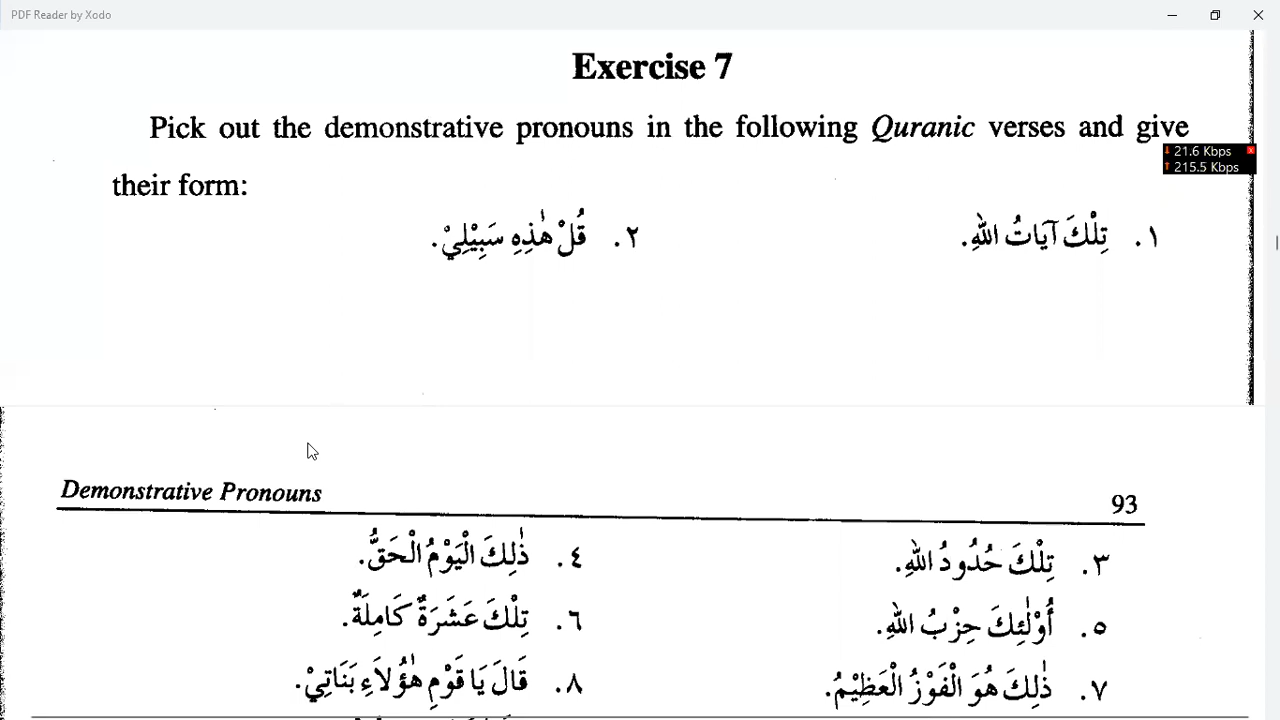 PDF Reader by Xodo
Exercise 7
Pick out the demonstrative pronouns in the following Quranic verses and give
21.6 Kbps
215.5 Kbps
their form:
١. تِلْكَ آيَاتُ اللهِ. ٢. قُلْ هٰذِهِ سَبِيْلِيْ.
Demonstrative Pronouns 93
٣. تِلْكَ حُدُودُ اللهِ. ٤. ذٰلِكَ الْيَوْمُ الْحَقُّ.
٥. أُوْلٰئِكَ حِزْبُ اللهِ. ٦. تِلْكَ عَشَرَةٌ كَامِلَةٌ.
٧. ذٰلِكَ هُوَ الْفَوْزُ الْعَظِيْمُ. ٨. قَالَ يَا قَوْمِ هٰؤُلاَءِ بَنَاتِيْ.